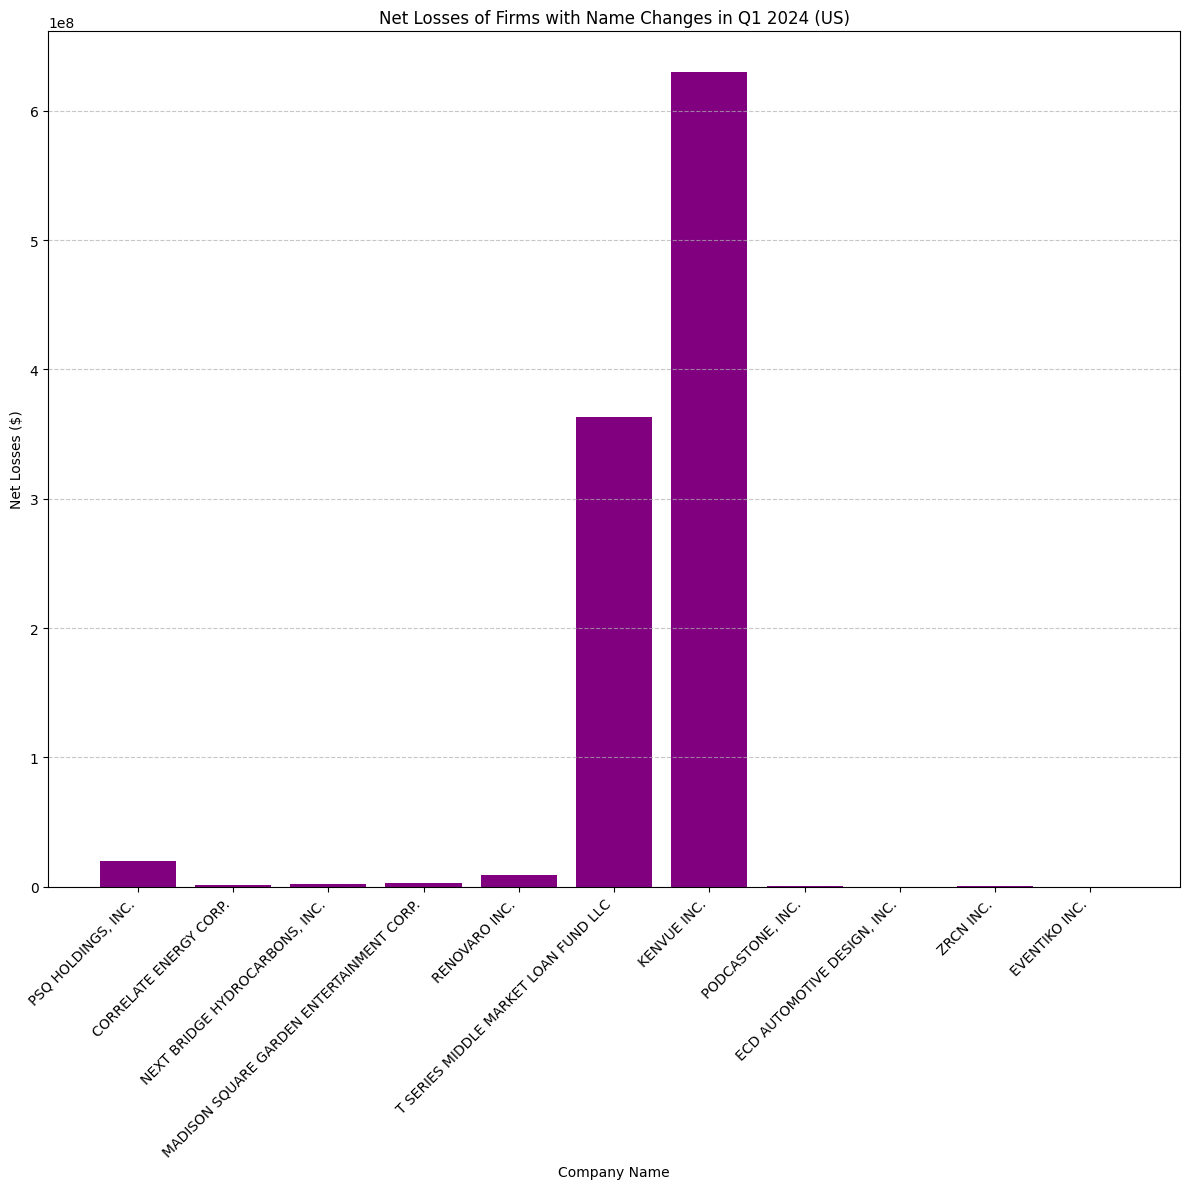 Net Losses of Firms with Name Changes in Q1 2024 (US)
1e8
6
5
4
3
2
1
0
Net Losses ($)
PSQ HOLDINGS, INC.
CORRELATE ENERGY CORP.
NEXT BRIDGE HYDROCARBONS, INC.
MADISON SQUARE GARDEN ENTERTAINMENT CORP.
RENOVARO INC.
T SERIES MIDDLE MARKET LOAN FUND LLC
KENVUE INC.
PODCASTONE, INC.
ECD AUTOMOTIVE DESIGN, INC.
ZRCN INC.
EVENTIKO INC.
Company Name